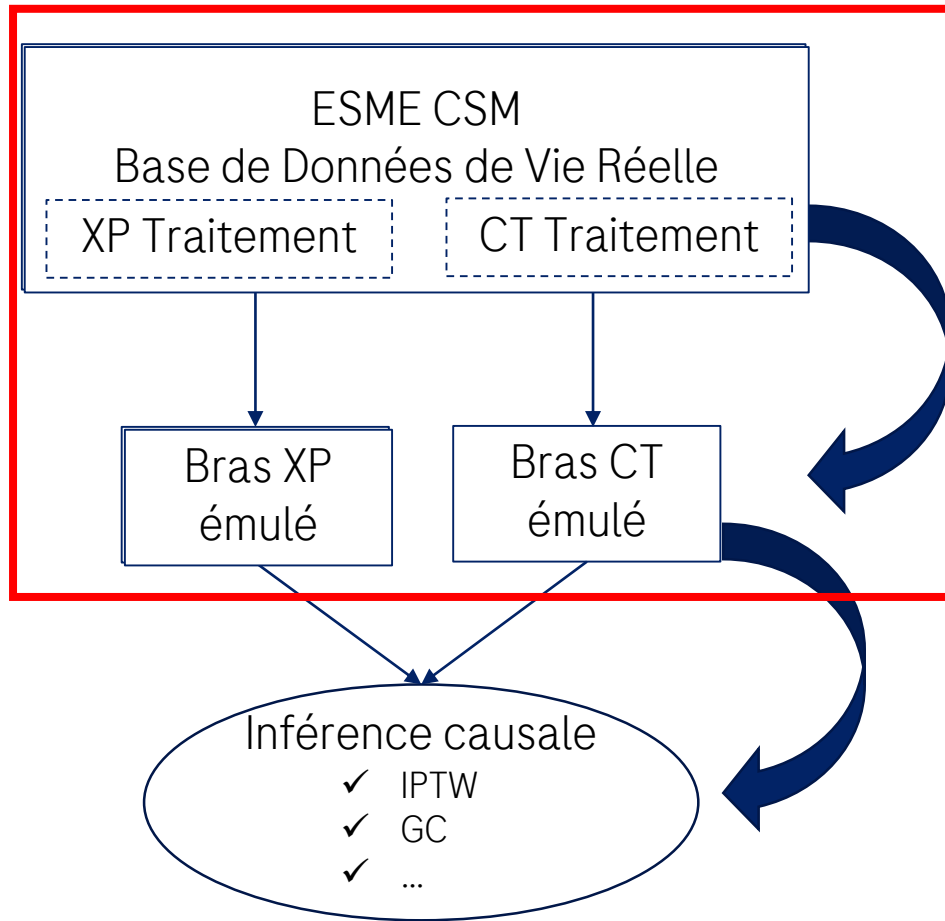 ESME CSM
Base de Données de Vie Réelle
XP Traitement
CT Traitement
Bras XP
émulé
Bras CT
émulé
Inférence causale
✓ IPTW
✓ GC
✓ ...